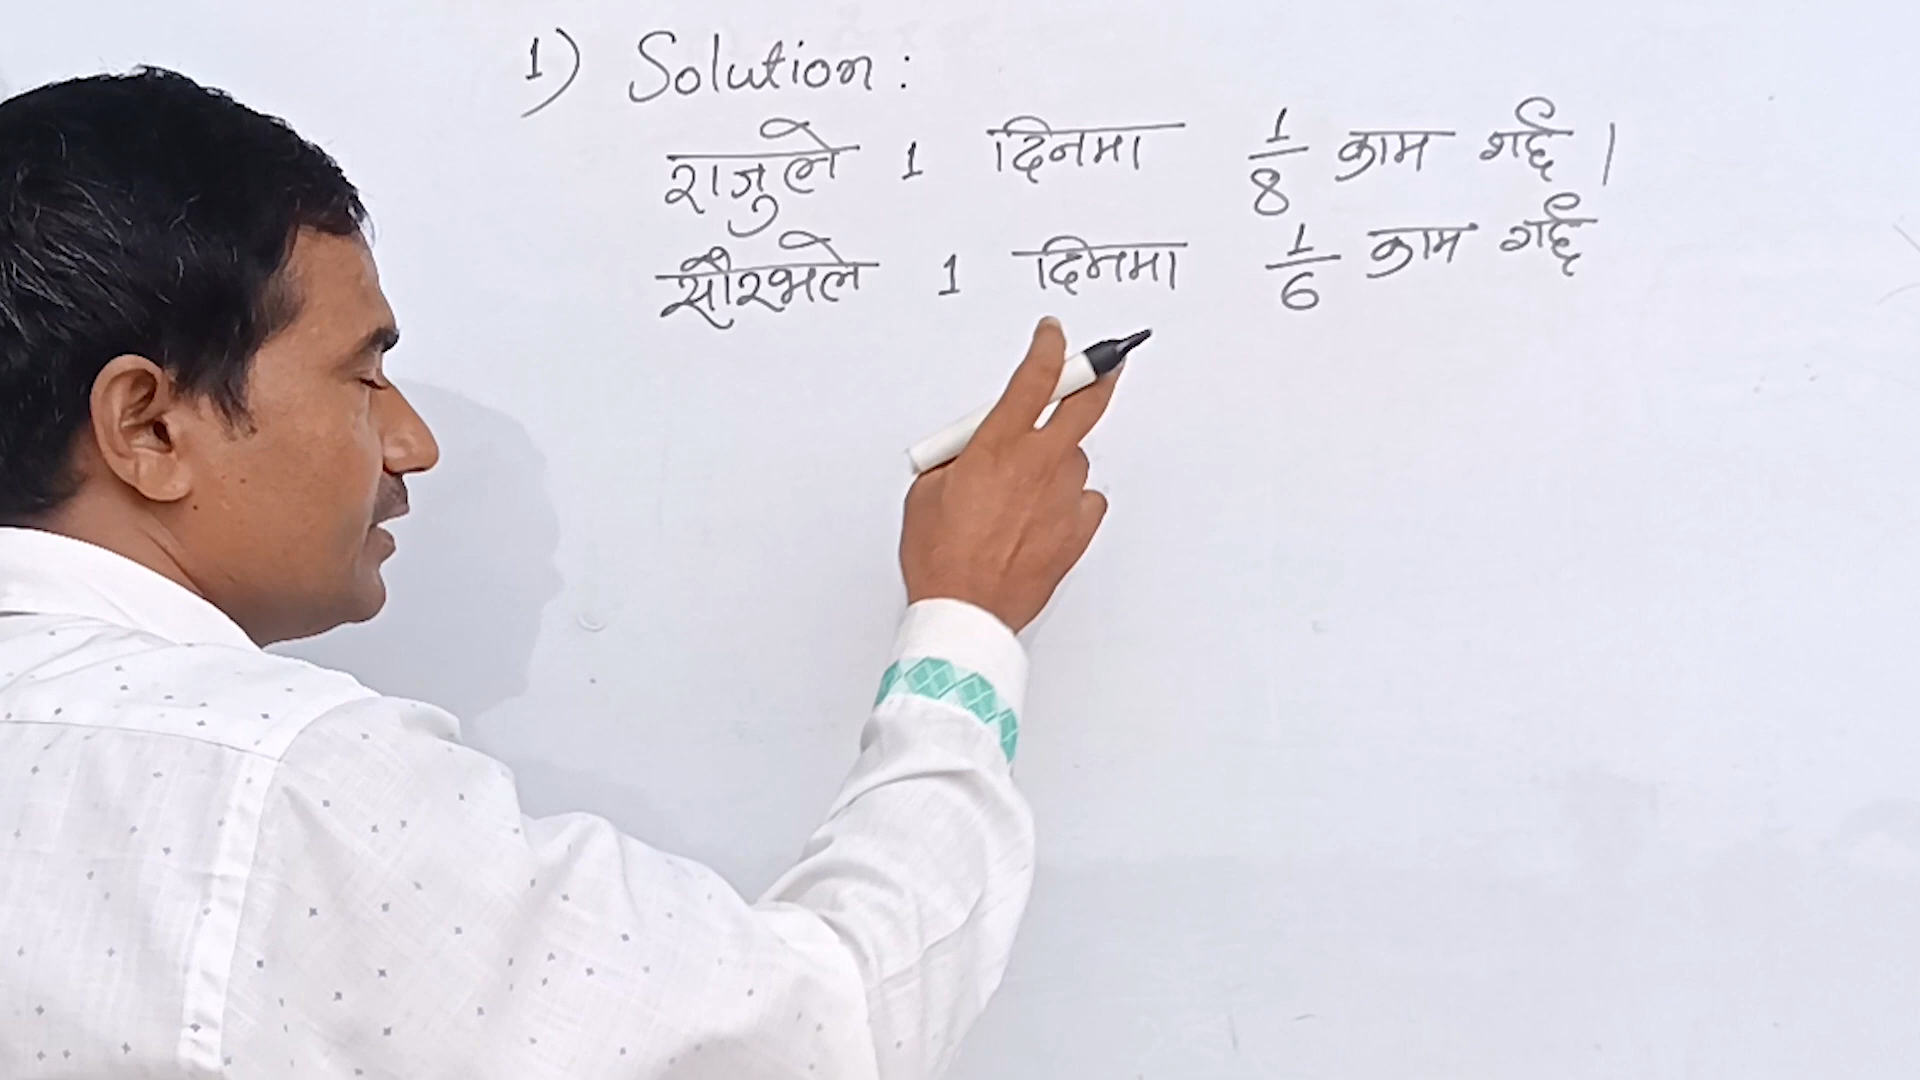 1) Solution :
राजुले 1 दिनमा 1/8 काम गर्छ ।
सौरभले 1 दिनमा 1/6 काम गर्छ